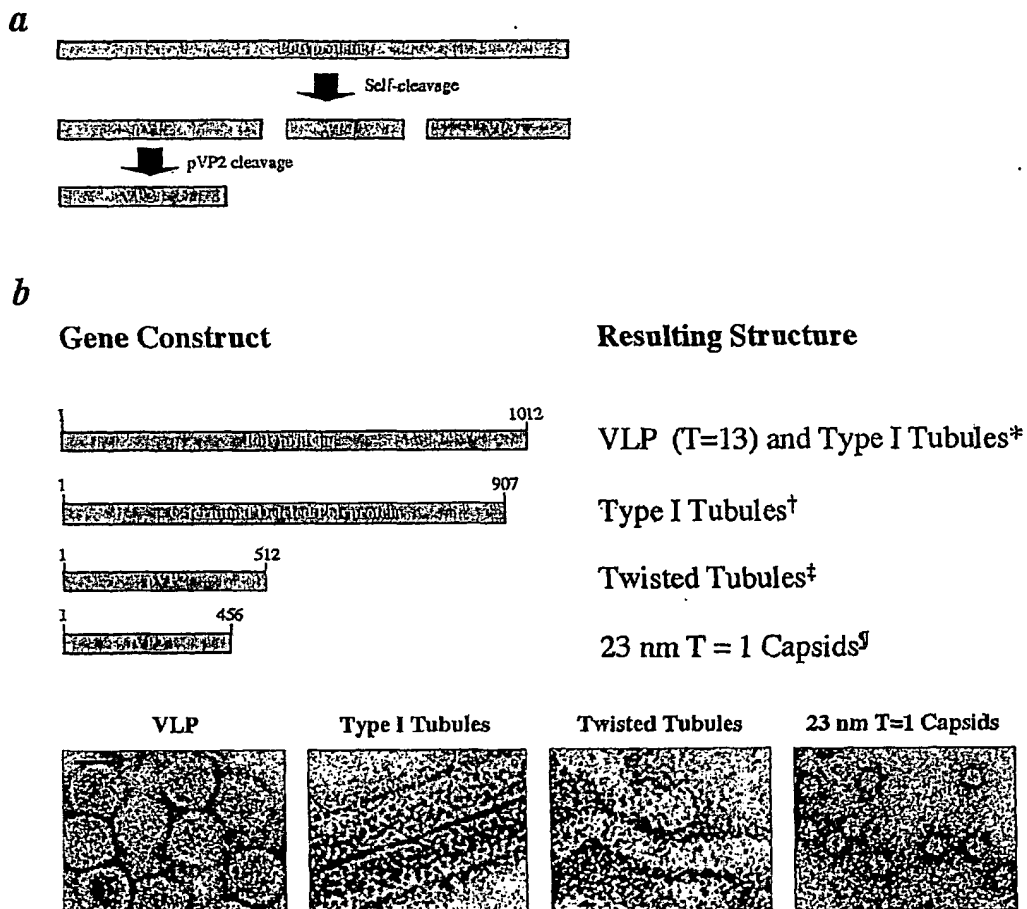 a
Self-cleavage
pVP2 cleavage
b
Gene Construct Resulting Structure
1 1012
VLP (T=13) and Type I Tubules*
1 907
Type I Tubules†
1 512
Twisted Tubules‡
1 456
23 nm T = 1 Capsids¶
VLP Type I Tubules Twisted Tubules 23 nm T=1 Capsids